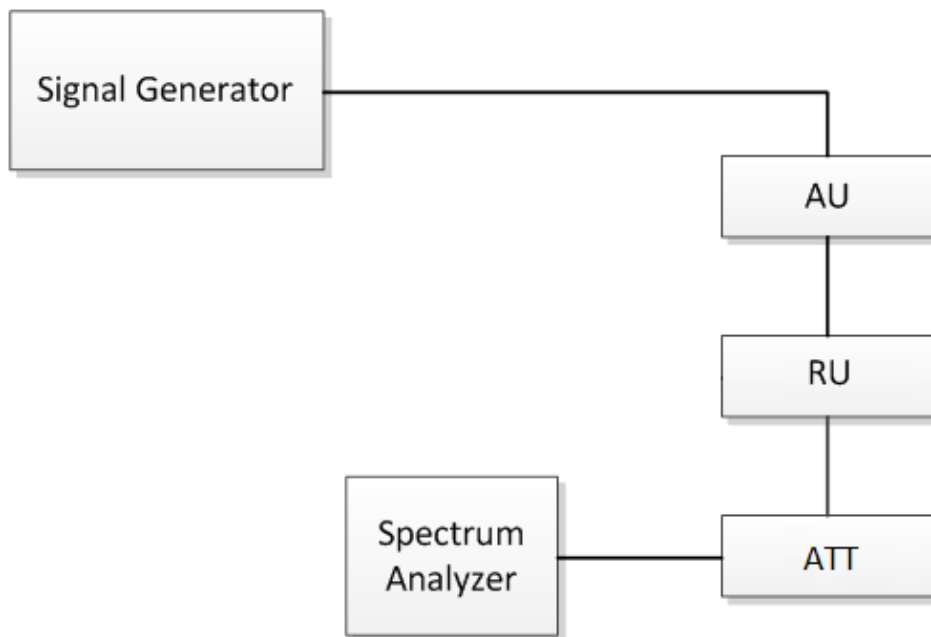 Signal Generator
AU
RU
Spectrum
Analyzer
ATT